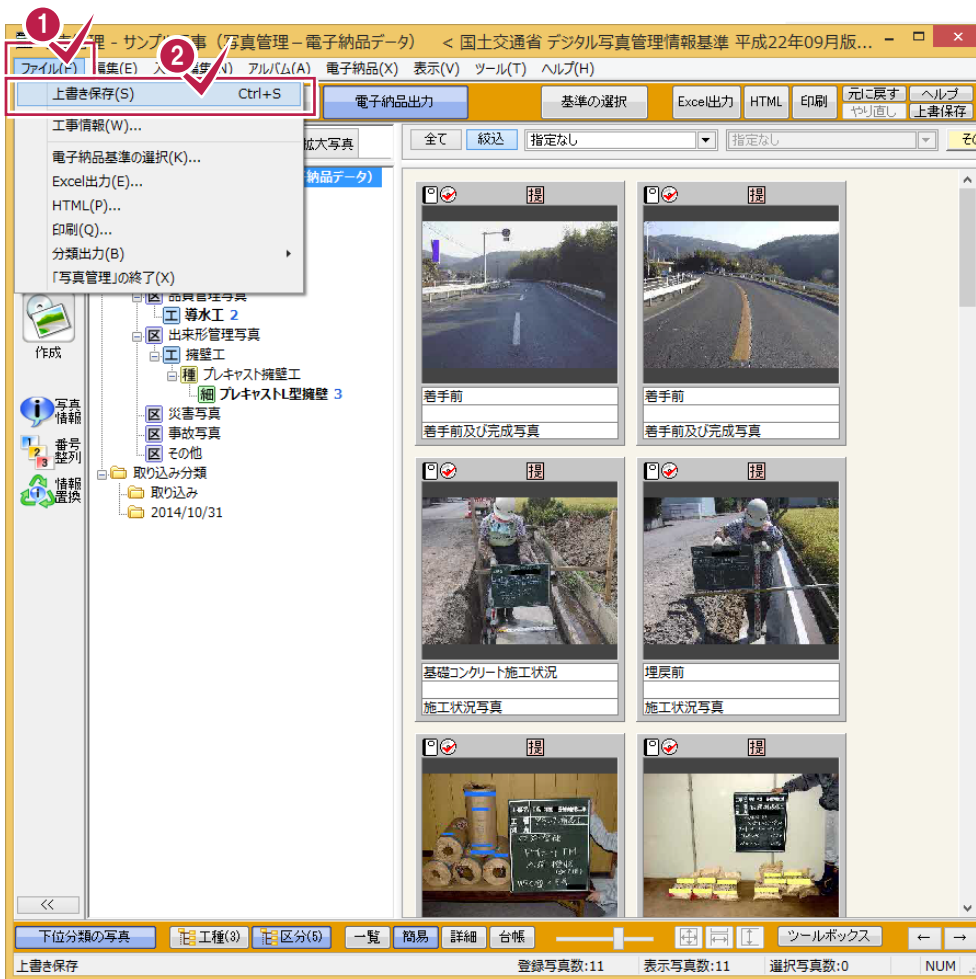 1
2
管理 - サンプル 事（写真管理－電子納品データ） < 国土交通省 デジタル写真管理情報基準 平成22年09月版...
ファイル(F) 編集(E) 編集(N) アルバム(A) 電子納品(X) 表示(V) ツール(T) ヘルプ(H)
上書き保存(S) Ctrl+S
工事情報(W)...
電子納品基準の選択(K)...
Excel出力(E)...
HTML(P)...
印刷(Q)...
分類出力(B)
「写真管理」の終了(X)
電子納品出力 基準の選択 Excel出力 HTML 印刷 元に戻す やり直し ヘルプ 上書保存
拡大写真 全て 絞込 指定なし 指定なし その
納品データ)
作成
写真情報
1 2 3 番号整列
情報置換
区 品質管理写真
工 導水工 2
区 出来形管理写真
工 擁壁工
種 プレキャスト擁壁工
細 プレキャストL型擁壁 3
区 災害写真
区 事故写真
区 その他
取り込み分類
取り込み
2014/10/31
提 提
着手前 着手前
着手前及び完成写真 着手前及び完成写真
提 提
基礎コンクリート施工状況 埋戻前
施工状況写真 施工状況写真
提 提
<<
下位分類の写真 工種(3) 区分(5) 一覧 簡易 詳細 台帳 ツールボックス ← →
上書き保存 登録写真数:11 表示写真数:11 選択写真数:0 NUM